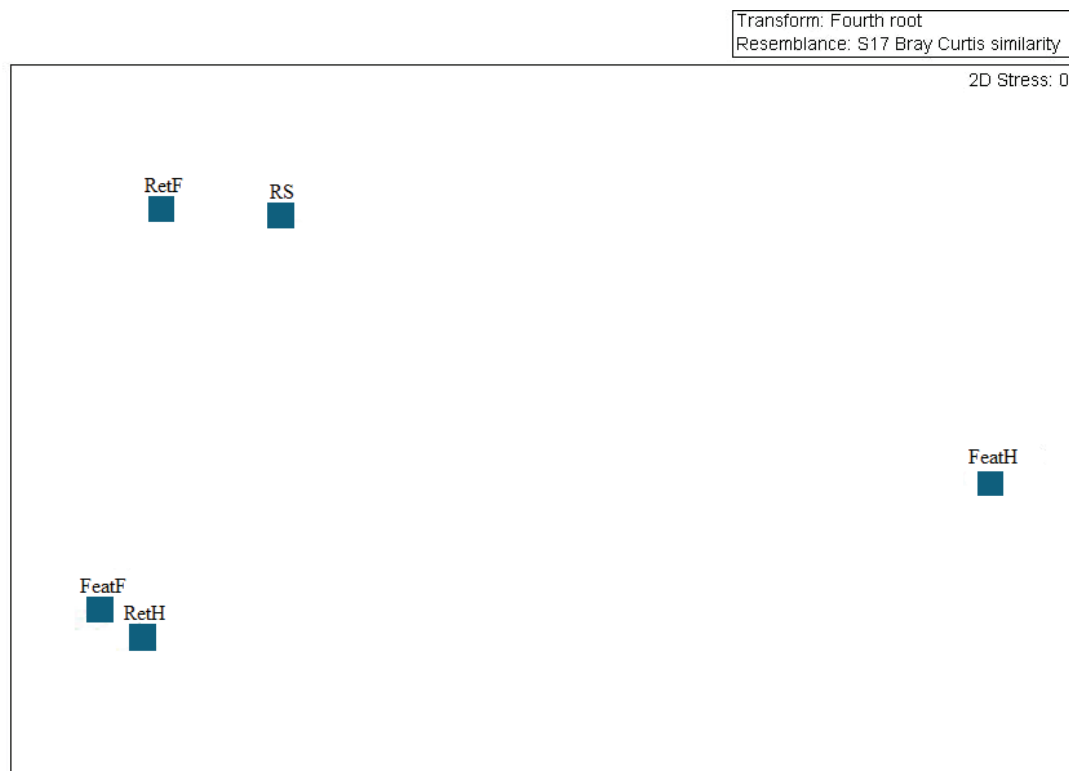 Transform: Fourth root
Resemblance: S17 Bray Curtis similarity
2D Stress: 0
RetF
RS
FeatH
FeatF
RetH